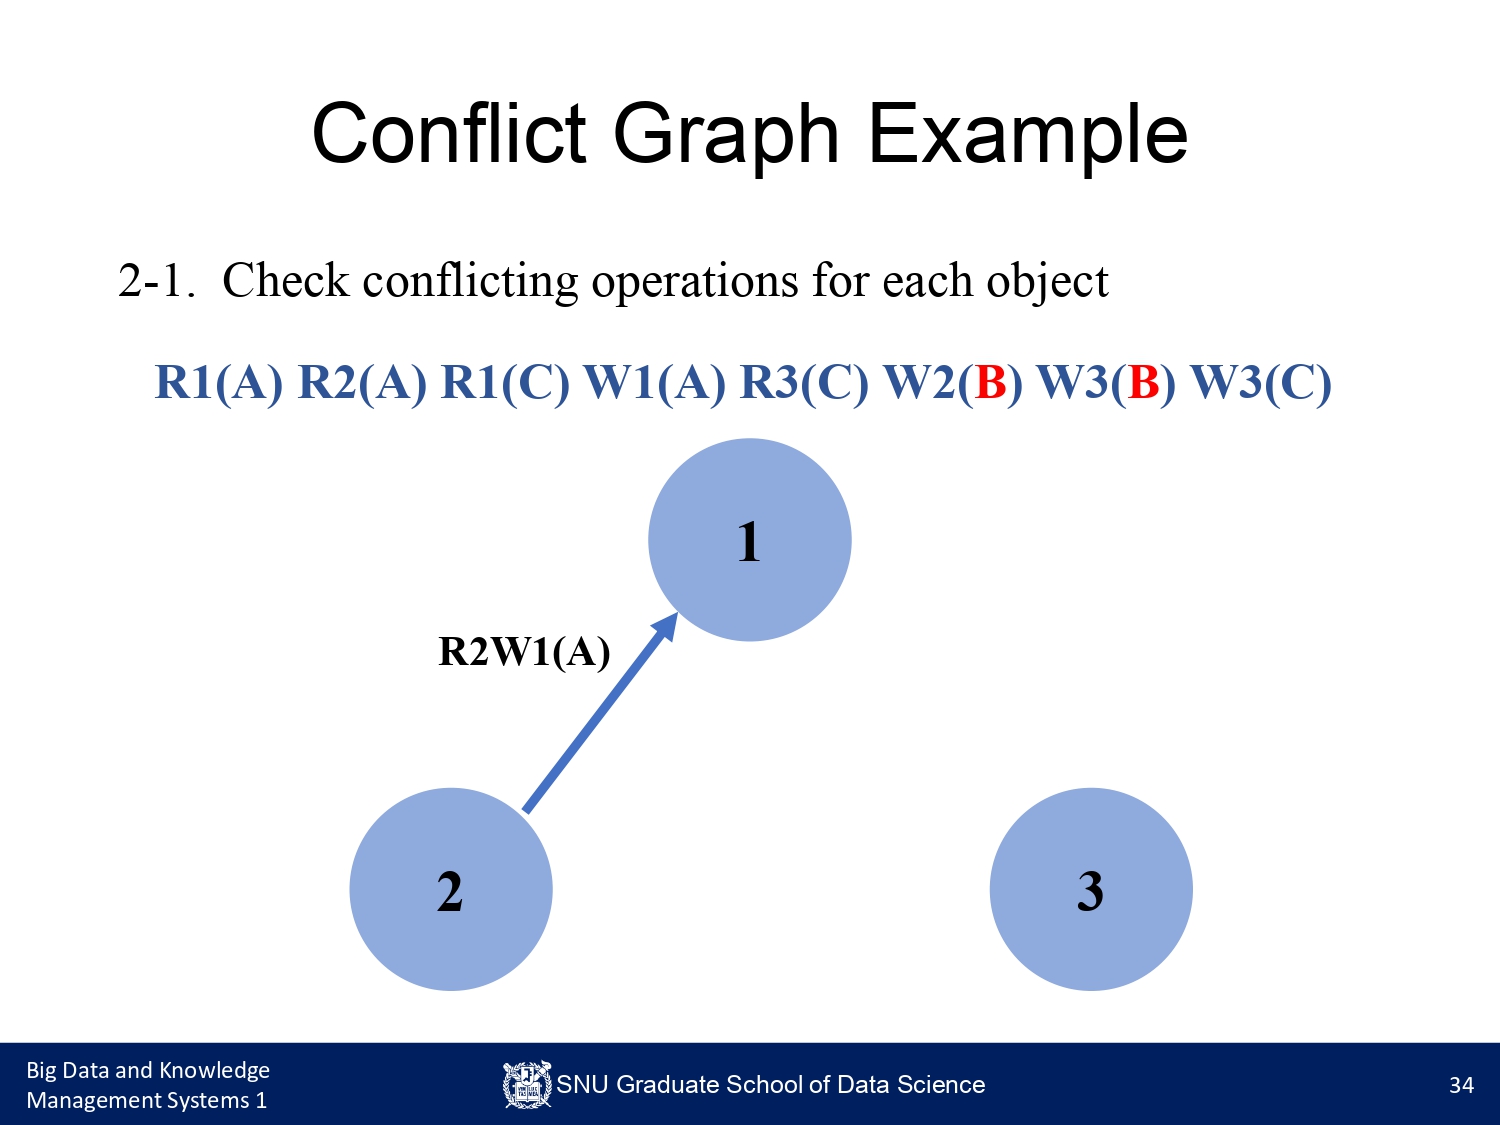 Conflict Graph Example
2-1. Check conflicting operations for each object
R1(A) R2(A) R1(C) W1(A) R3(C) W2(B) W3(B) W3(C)
1
R2W1(A)
2
3
Big Data and Knowledge
Management Systems 1
SNU Graduate School of Data Science
34